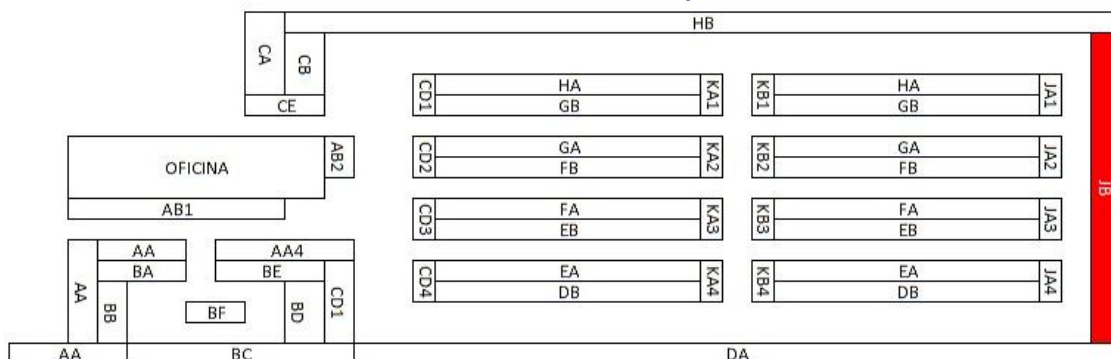 HB
CA
CB
CE
CD1
HA
GB
KA1
KB1
HA
GB
JA1
OFICINA
AB2
CD2
GA
FB
KA2
KB2
GA
FB
JA2
JB
AB1
CD3
FA
EB
KA3
KB3
FA
EB
JA3
AA
AA
BA
AA4
BE
BB
BF
BD
CD1
CD4
EA
DB
KA4
KB4
EA
DB
JA4
AA
BC
DA